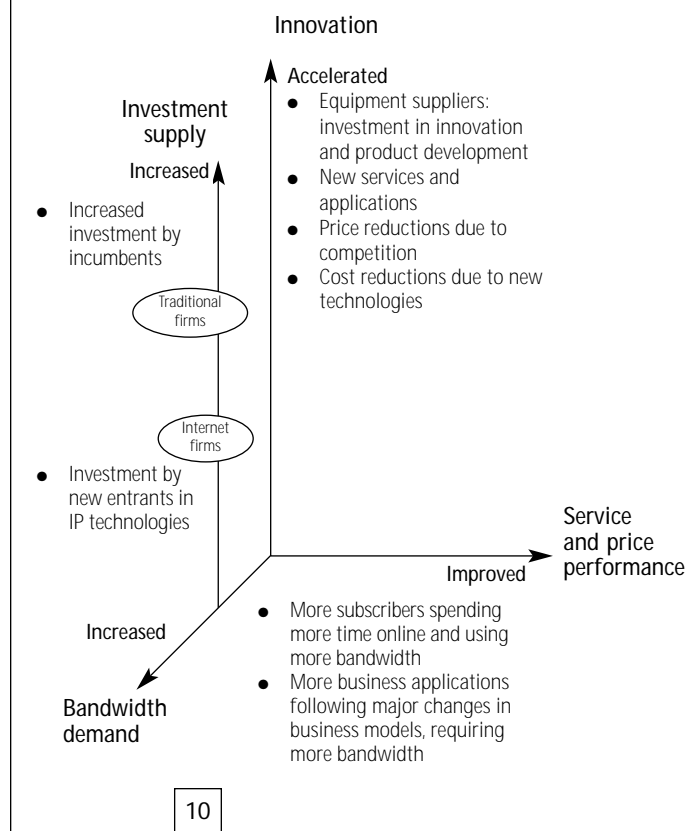 Innovation
Accelerated
● Equipment suppliers:
investment in innovation
and product development
● New services and
applications
● Price reductions due to
competition
● Cost reductions due to new
technologies
Investment
supply
Increased
● Increased
investment by
incumbents
Traditional
firms
Internet
firms
● Investment by
new entrants in
IP technologies
Service
and price
performance
Improved
Increased
Bandwidth
demand
● More subscribers spending
more time online and using
more bandwidth
● More business applications
following major changes in
business models, requiring
more bandwidth
10